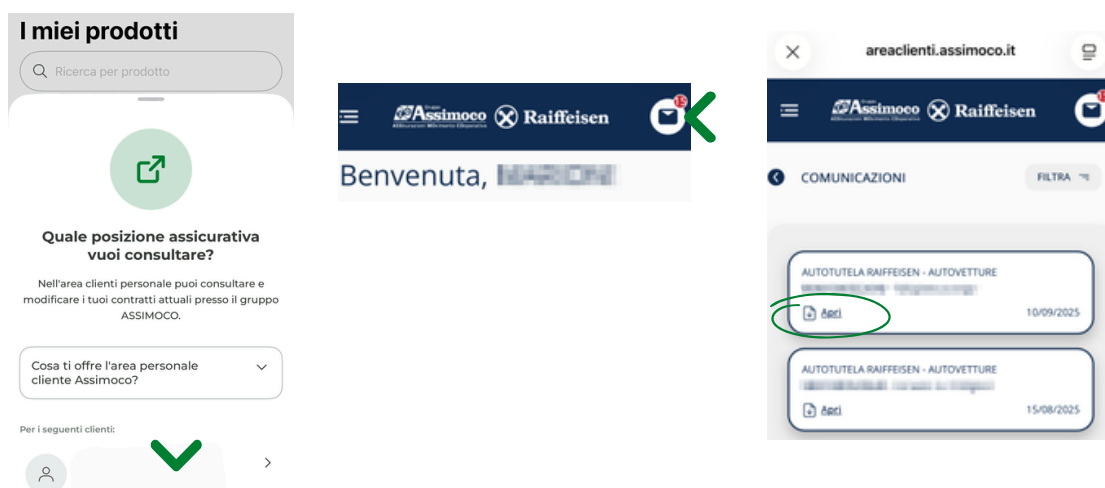 I miei prodotti
Ricerca per prodotto
Quale posizione assicurativa
vuoi consultare?
Nell'area clienti personale puoi consultare e
modificare i tuoi contratti attuali presso il gruppo
ASSIMOCO.
Cosa ti offre l'area personale
cliente Assimoco?
Per i seguenti clienti:
Gruppo
Assimoco Raiffeisen
15
Benvenuta,
areaclienti.assimoco.it
Assimoco Raiffeisen
COMUNICAZIONI
FILTRA
AUTOTUTELA RAIFFEISEN - AUTOVETTURE
Apri
10/09/2025
AUTOTUTELA RAIFFEISEN - AUTOVETTURE
Apri
15/08/2025